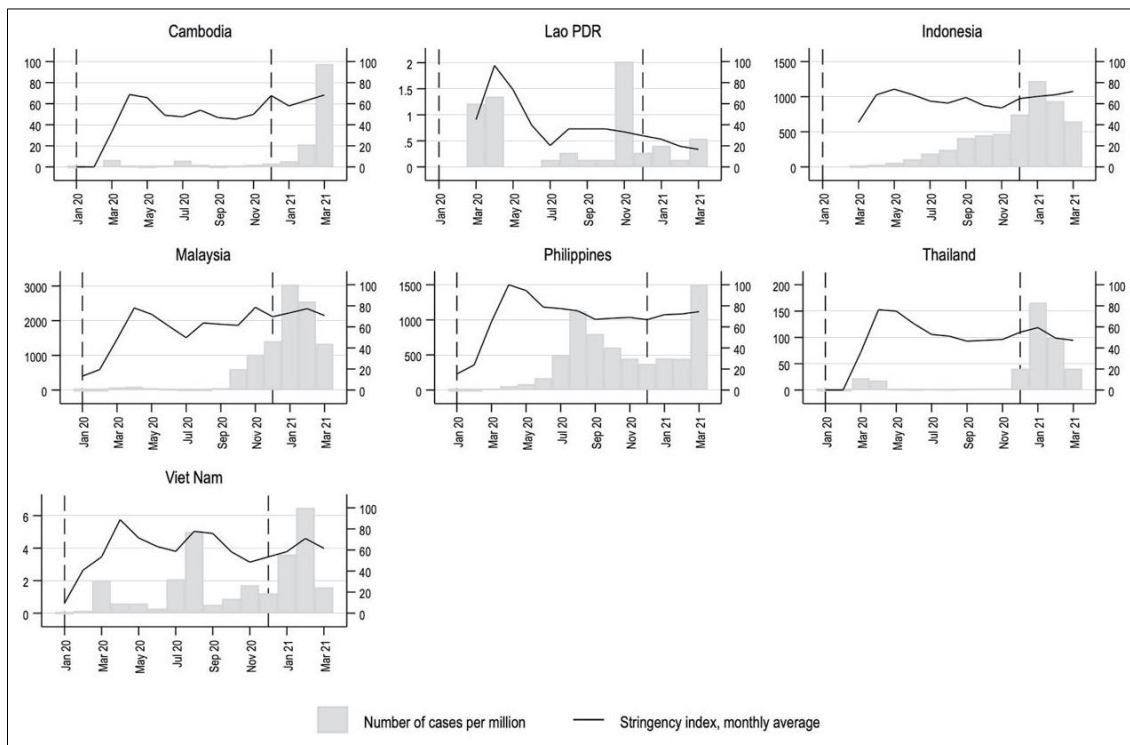 Cambodia
100
80
60
40
20
0
100
80
60
40
20
0
Jan 20
Mar 20
May 20
Jul 20
Sep 20
Nov 20
Jan 21
Mar 21
Lao PDR
2
1.5
1
.5
0
100
80
60
40
20
0
Jan 20
Mar 20
May 20
Jul 20
Sep 20
Nov 20
Jan 21
Mar 21
Indonesia
1500
1000
500
0
100
80
60
40
20
0
Jan 20
Mar 20
May 20
Jul 20
Sep 20
Nov 20
Jan 21
Mar 21
Malaysia
3000
2000
1000
0
100
80
60
40
20
0
Jan 20
Mar 20
May 20
Jul 20
Sep 20
Nov 20
Jan 21
Mar 21
Philippines
1500
1000
500
0
100
80
60
40
20
0
Jan 20
Mar 20
May 20
Jul 20
Sep 20
Nov 20
Jan 21
Mar 21
Thailand
200
150
100
50
0
100
80
60
40
20
0
Jan 20
Mar 20
May 20
Jul 20
Sep 20
Nov 20
Jan 21
Mar 21
Viet Nam
6
4
2
0
100
80
60
40
20
0
Jan 20
Mar 20
May 20
Jul 20
Sep 20
Nov 20
Jan 21
Mar 21
Number of cases per million
Stringency index, monthly average